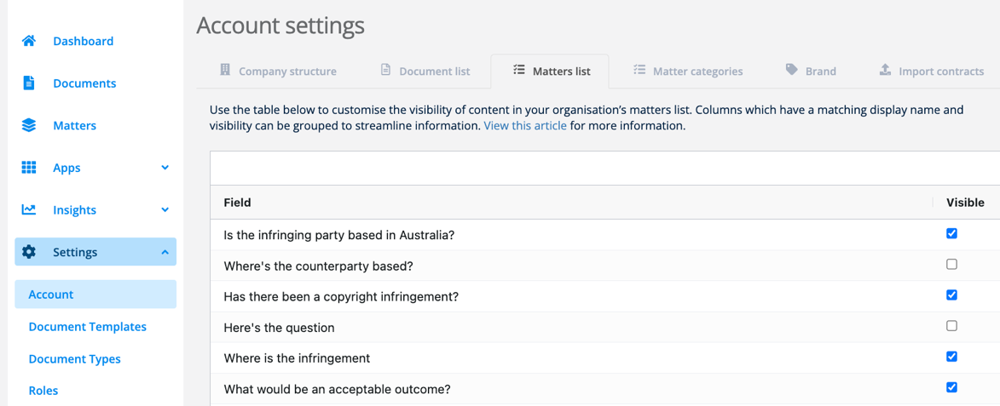 Account settings
Dashboard
Documents
Matters
Apps
Insights
Settings
Account
Document Templates
Document Types
Roles
Company structure
Document list
Matters list
Matter categories
Brand
Import contracts
Use the table below to customise the visibility of content in your organisation’s matters list. Columns which have a matching display name and
visibility can be grouped to streamline information. View this article for more information.
Field Visible
Is the infringing party based in Australia?
Where's the counterparty based?
Has there been a copyright infringement?
Here's the question
Where is the infringement
What would be an acceptable outcome?